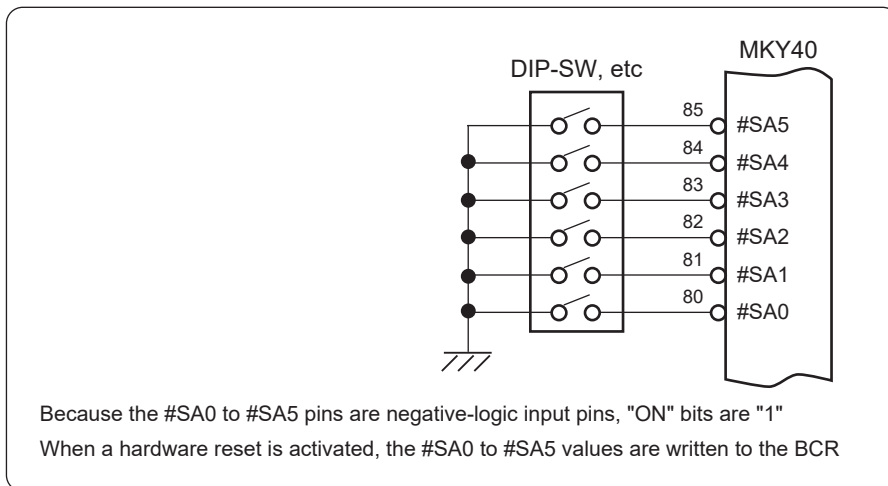 MKY40
DIP-SW, etc
85 #SA5
84 #SA4
83 #SA3
82 #SA2
81 #SA1
80 #SA0
Because the #SA0 to #SA5 pins are negative-logic input pins, "ON" bits are "1"
When a hardware reset is activated, the #SA0 to #SA5 values are written to the BCR